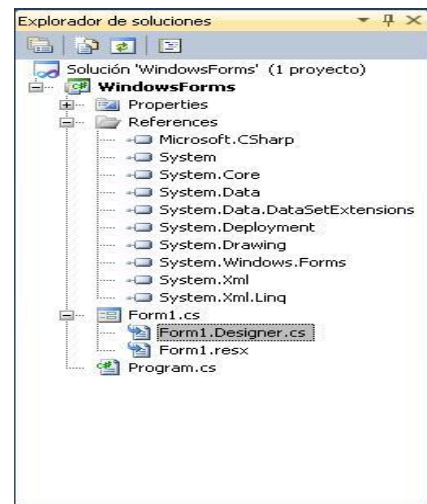 Explorador de soluciones
Solución 'WindowsForms' (1 proyecto)
WindowsForms
Properties
References
Microsoft.CSharp
System
System.Core
System.Data
System.Data.DataSetExtensions
System.Deployment
System.Drawing
System.Windows.Forms
System.Xml
System.Xml.Linq
Form1.cs
Form1.Designer.cs
Form1.resx
Program.cs